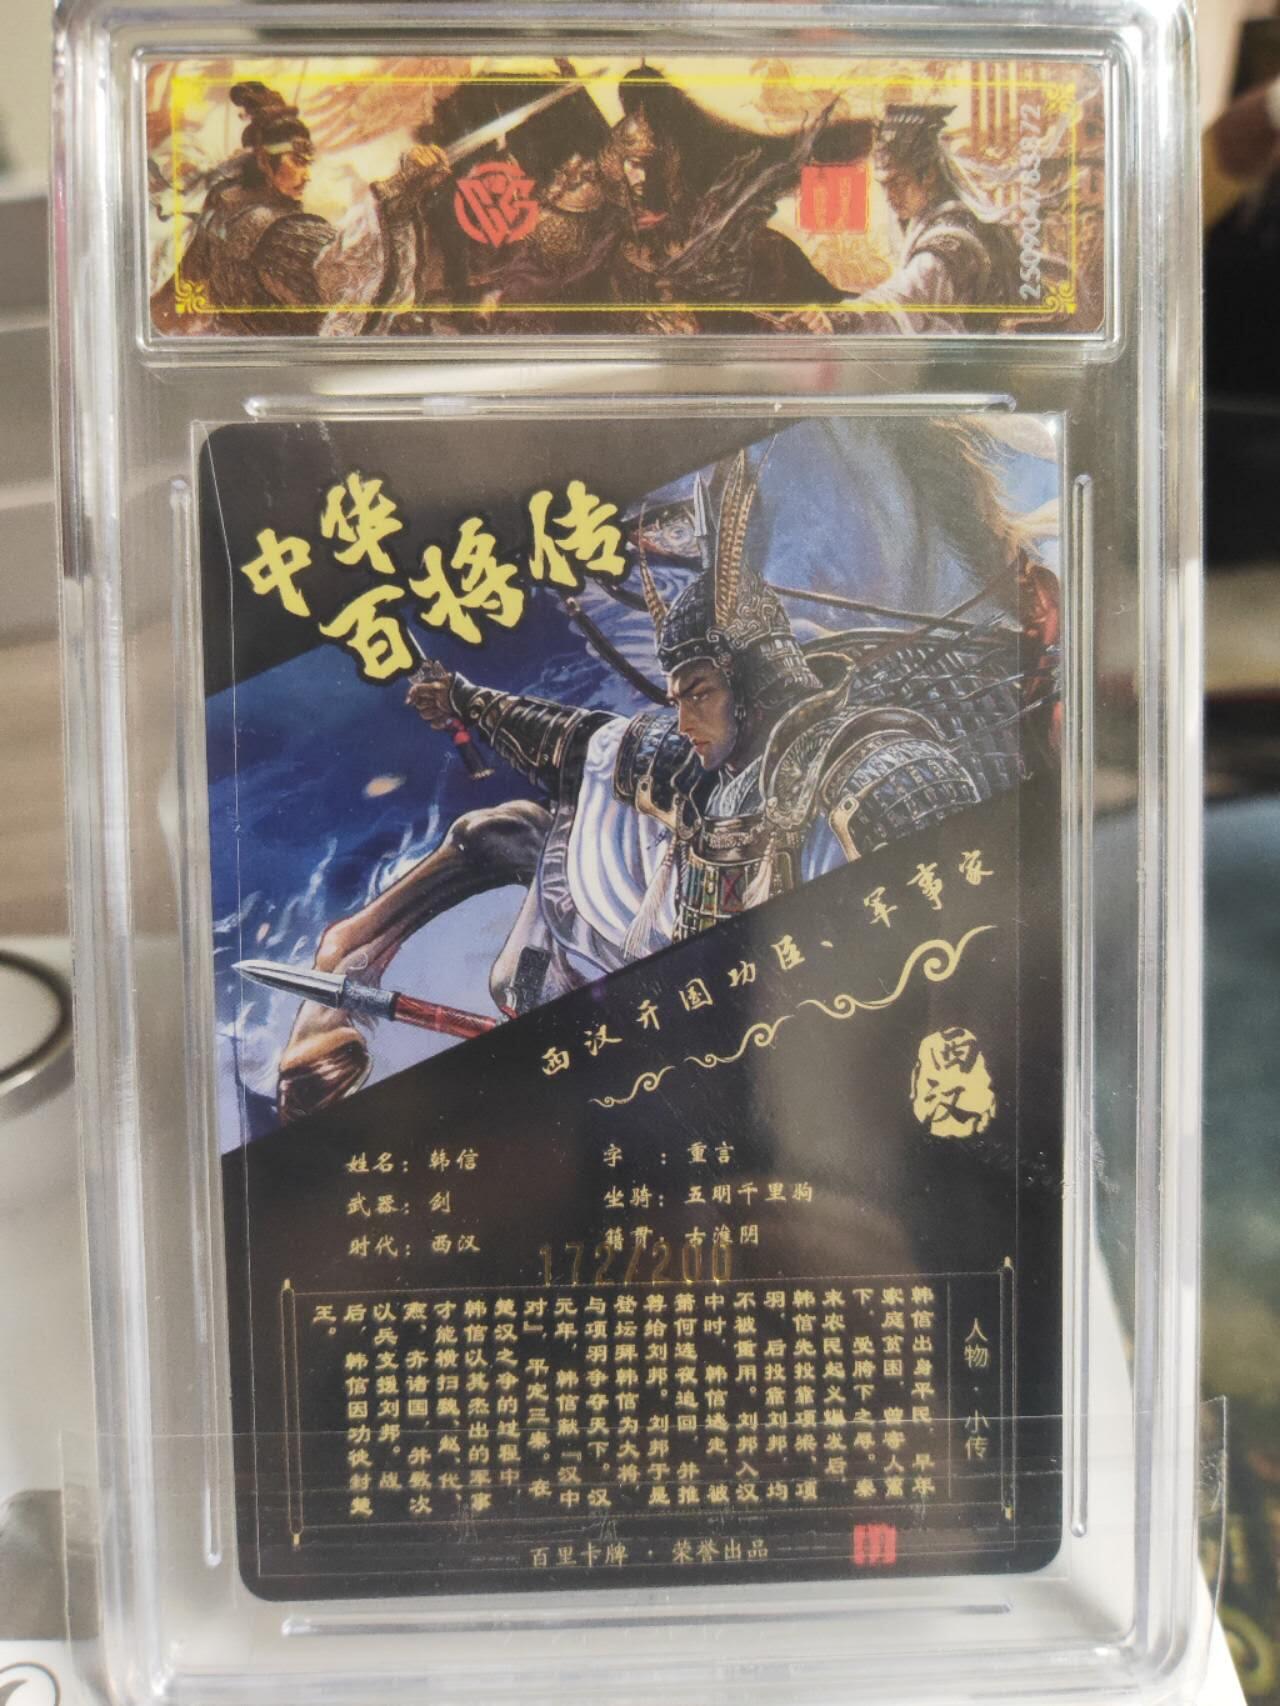 250904783872
中华
百将传
西汉开国功臣、军事家
西汉
姓名：韩信
字　：重言
武器：剑
坐骑：五明千里驹
时代：西汉
籍贯：古淮阴
172/200
人物·小传
韩信出身平民，早年
家庭贫困，曾寄人篱
下，受胯下之辱。秦
末农民起义爆发后，
韩信先投靠项梁、项
羽，后投靠刘邦，均
不被重用。刘邦入汉
中时，韩信逃走，被
萧何连夜追回，并推
荐给刘邦。刘邦于是
登坛拜韩信为大将，
与项羽争夺天下。汉
元年，韩信献「汉中
对」，平定三秦。在
楚汉之争的过程中，
韩信以其杰出的军事
才能横扫魏、赵、代、
燕、齐诸国，并数次
以兵支援刘邦。战
后，韩信因功徙封楚
王。
百里卡牌 · 荣誉出品